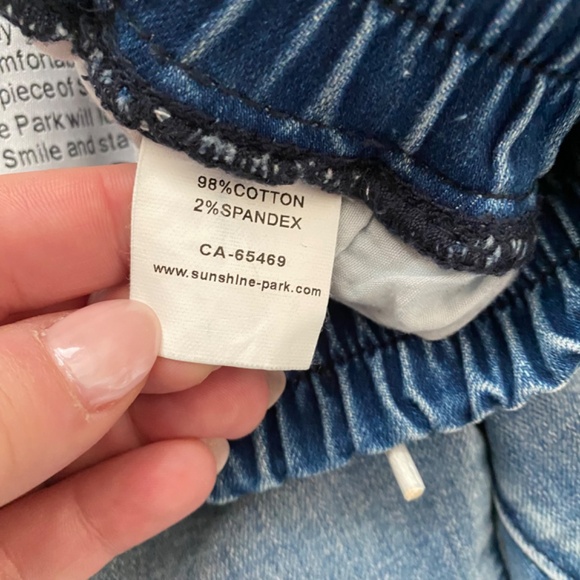 piece of
e Park will
Smile and
98%COTTON
2%SPANDEX
CA-65469
www.sunshine-park.com